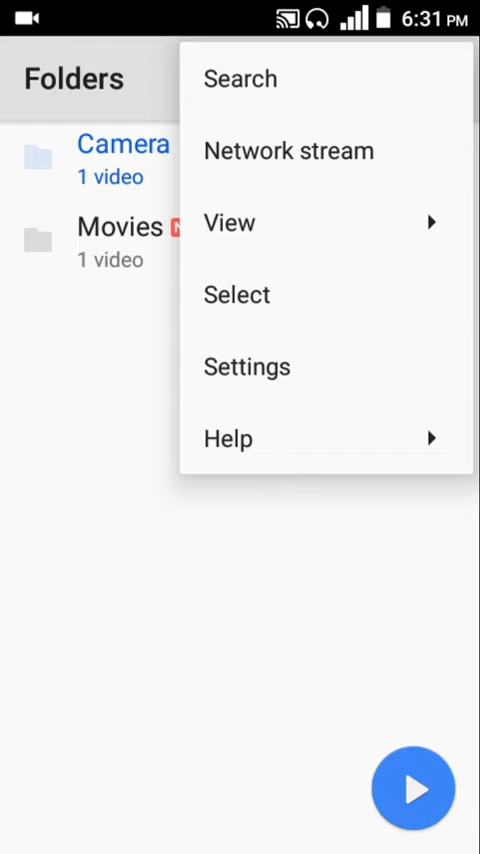 6:31 PM
Folders
Camera
1 video
Movies
1 video
Search
Network stream
View
Select
Settings
Help